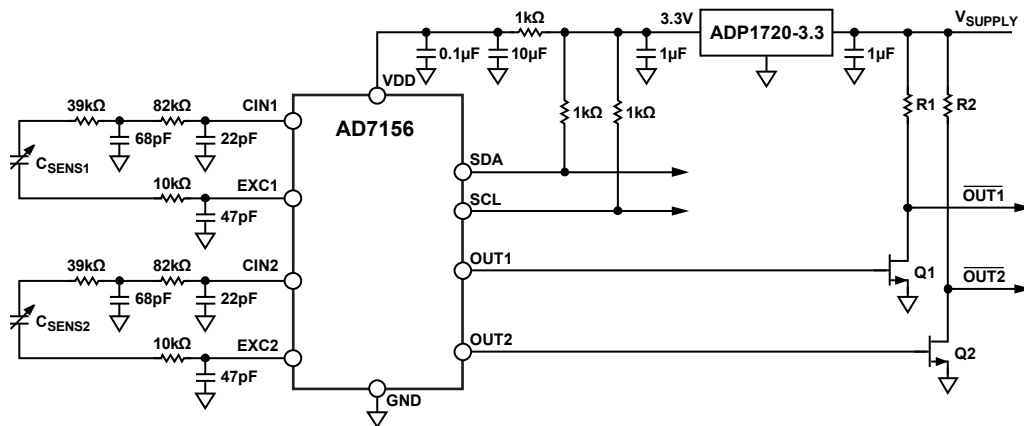 1kΩ
3.3V
ADP1720-3.3
VSUPPLY
0.1µF
10µF
1µF
1µF
VDD
39kΩ
82kΩ
CIN1
AD7156
1kΩ
1kΩ
R1
R2
68pF
22pF
CSENS1
SDA
10kΩ
EXC1
OUT1
SCL
47pF
39kΩ
82kΩ
CIN2
OUT1
Q1
OUT2
68pF
22pF
CSENS2
10kΩ
EXC2
OUT2
Q2
47pF
GND